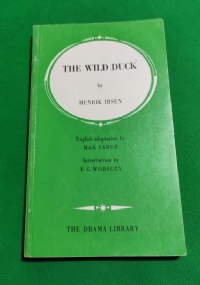 THE WILD DUCK
by
HENRIK IBSEN
English adaptation by
MAX FABER
Introduction by
T. C. WORSLEY
THE DRAMA LIBRARY